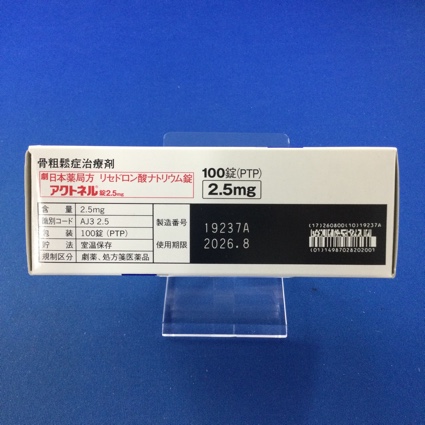 骨粗鬆症治療剤
劇 日本薬局方 リセドロン酸ナトリウム錠
アクトネル錠2.5mg
100錠(PTP)
2.5mg
含量 2.5mg
識別コード AJ3 2.5
包装 100錠(PTP)
貯法 室温保存
規制区分 劇薬、処方箋医薬品
製造番号 19237A
使用期限 2026.8
(17)260800(10)19237A
(01)14987028202001